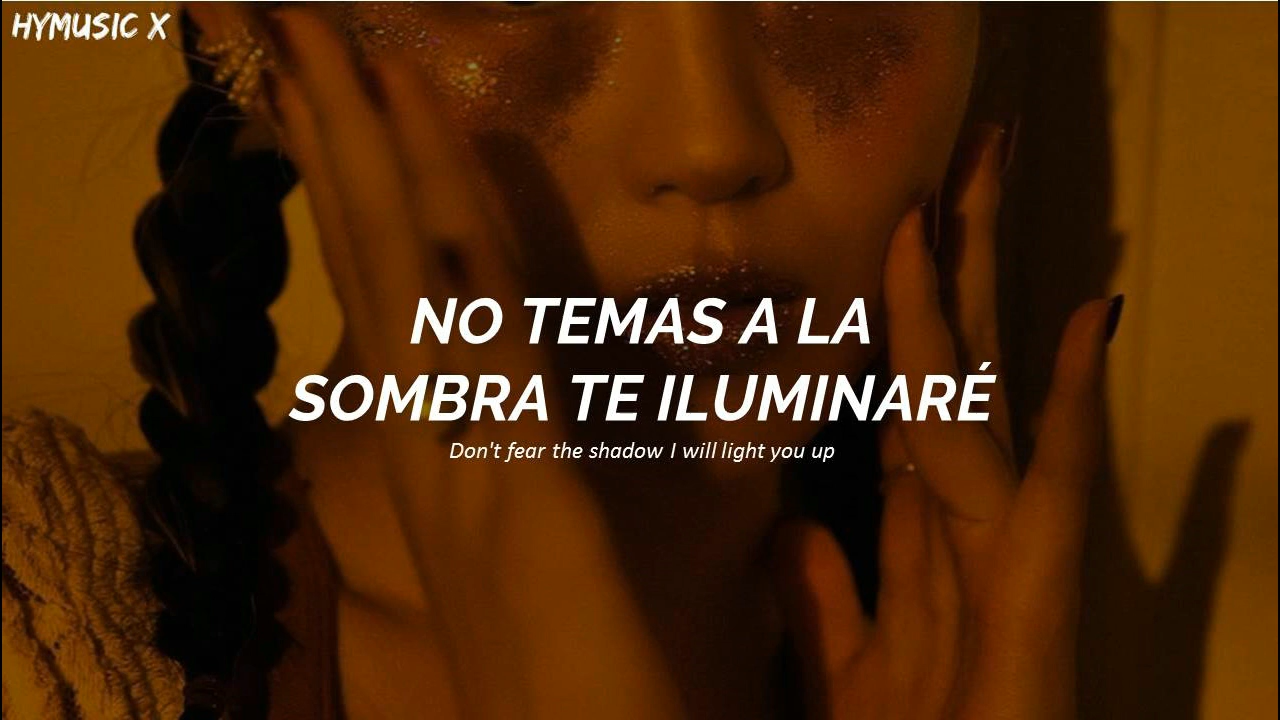 HYMUSIC X
NO TEMAS A LA
SOMBRA TE ILUMINARÉ
Don't fear the shadow I will light you up